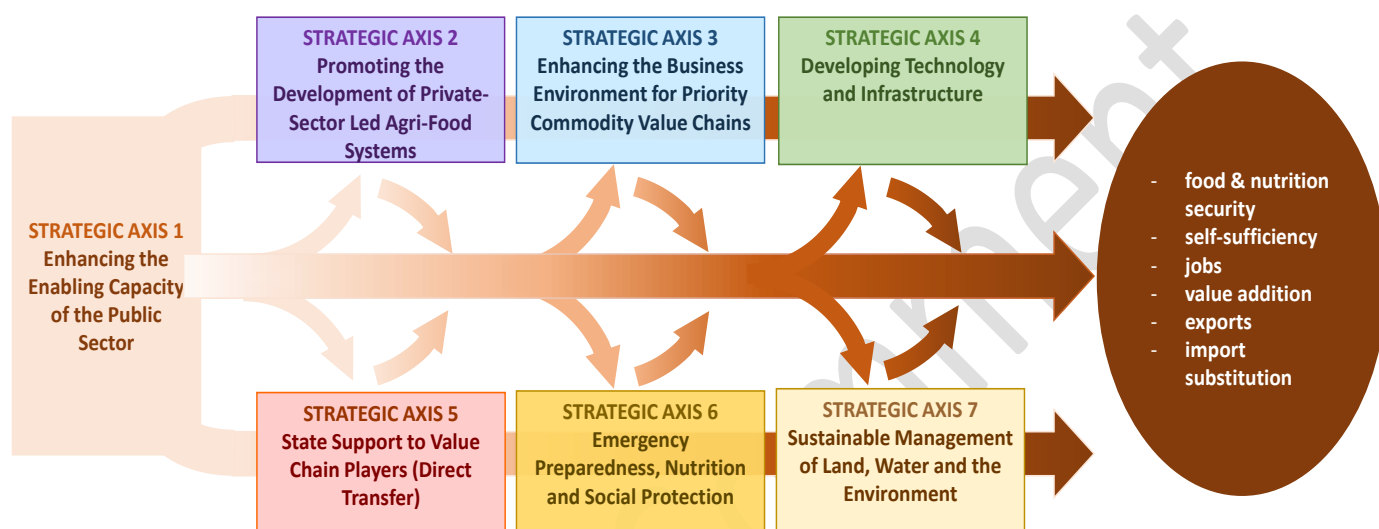 STRATEGIC AXIS 1
Enhancing the
Enabling Capacity
of the Public
Sector
STRATEGIC AXIS 2
Promoting the
Development of Private-
Sector Led Agri-Food
Systems
STRATEGIC AXIS 3
Enhancing the Business
Environment for Priority
Commodity Value Chains
STRATEGIC AXIS 4
Developing Technology
and Infrastructure
STRATEGIC AXIS 5
State Support to Value
Chain Players (Direct
Transfer)
STRATEGIC AXIS 6
Emergency
Preparedness, Nutrition
and Social Protection
STRATEGIC AXIS 7
Sustainable Management
of Land, Water and the
Environment
- food & nutrition
security
- self-sufficiency
- jobs
- value addition
- exports
- import
substitution